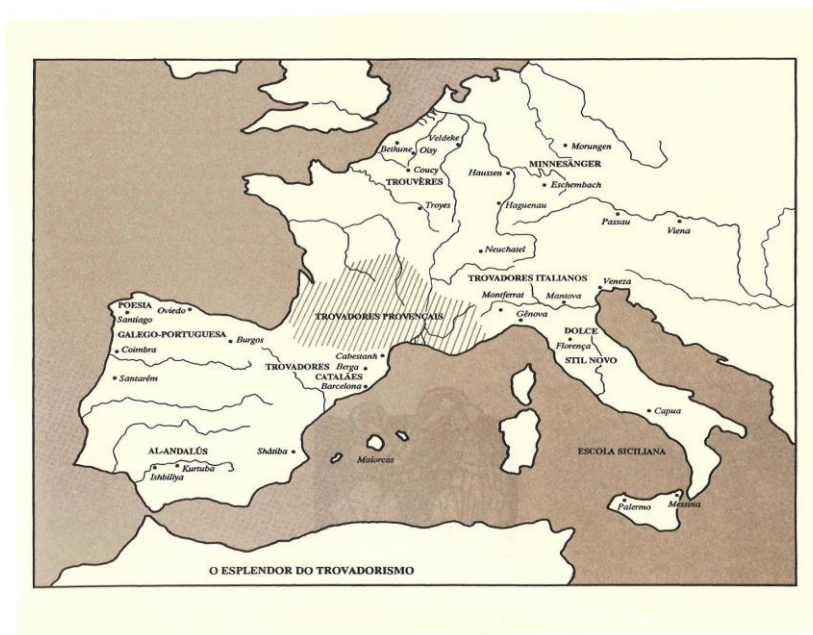 Morungen
Veldeke
Bethune Oisy
MINNESÄNGER
Coucy
Haussen
TROUVÈRES
Eschembach
Troyes
Haguenau
Passau
Viena
Neuchatel
TROVADORES ITALIANOS
Veneza
Montferrat
Mantova
POESIA
Oviedo
Santiago
TROVADORES PROVENÇAIS
Gênova
GALEGO-PORTUGUESA
Burgos
DOLCE
Florença
Coimbra
Cabestanh
STIL NOVO
TROVADORES
Berga
Santarém
CATALÃES
Barcelona
Capua
AL-ANDALÚS
Shâtiba
ESCOLA SICILIANA
Maiorcas
Kurtuba
Ishbiliya
Palermo
Messina
O ESPLENDOR DO TROVADORISMO